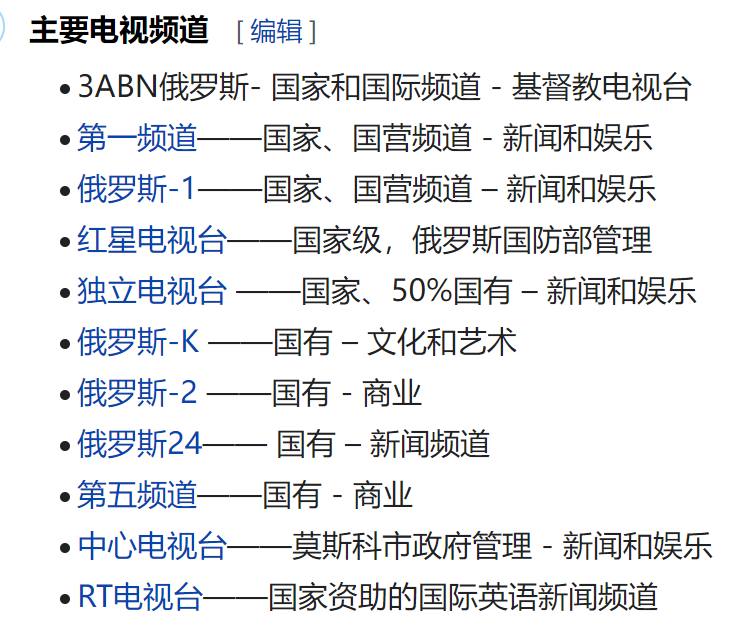 主要电视频道 [编辑]
3ABN俄罗斯- 国家和国际频道 - 基督教电视台
第一频道——国家、国营频道 - 新闻和娱乐
俄罗斯-1——国家、国营频道 – 新闻和娱乐
红星电视台——国家级，俄罗斯国防部管理
独立电视台 ——国家、50%国有 – 新闻和娱乐
俄罗斯-K ——国有 – 文化和艺术
俄罗斯-2 ——国有 - 商业
俄罗斯24—— 国有 – 新闻频道
第五频道——国有 - 商业
中心电视台——莫斯科市政府管理 - 新闻和娱乐
RT电视台——国家资助的国际英语新闻频道